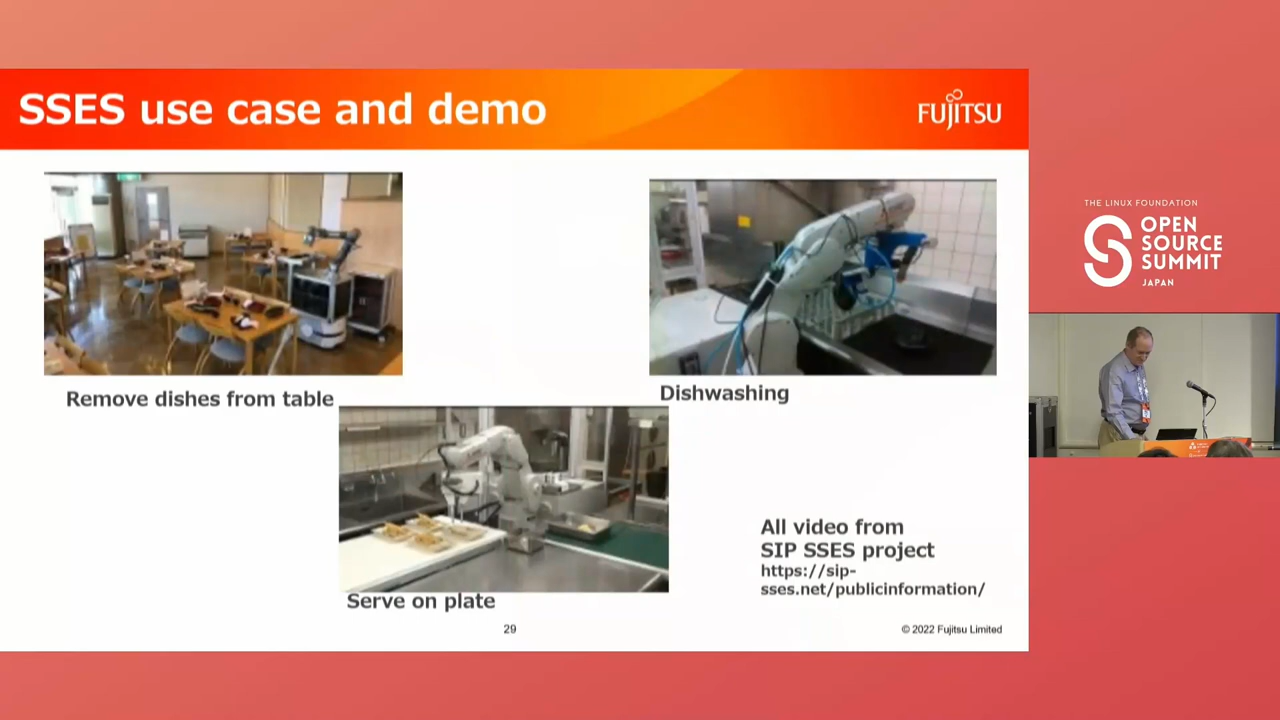 SSES use case and demo
FUJITSU
Remove dishes from table
Dishwashing
Serve on plate
All video from
SIP SSES project
https://sip-
sses.net/publicinformation/
29
© 2022 Fujitsu Limited
THE LINUX FOUNDATION
OPEN
SOURCE
SUMMIT
JAPAN